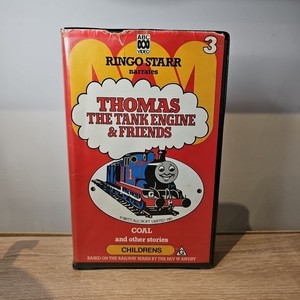 ABC
VIDEO
3
RINGO STARR
narrates
THOMAS
THE TANK ENGINE
& FRIENDS
COAL
and other stories
CHILDRENS
G
BASED ON THE RAILWAY SERIES BY THE REV W AWDRY